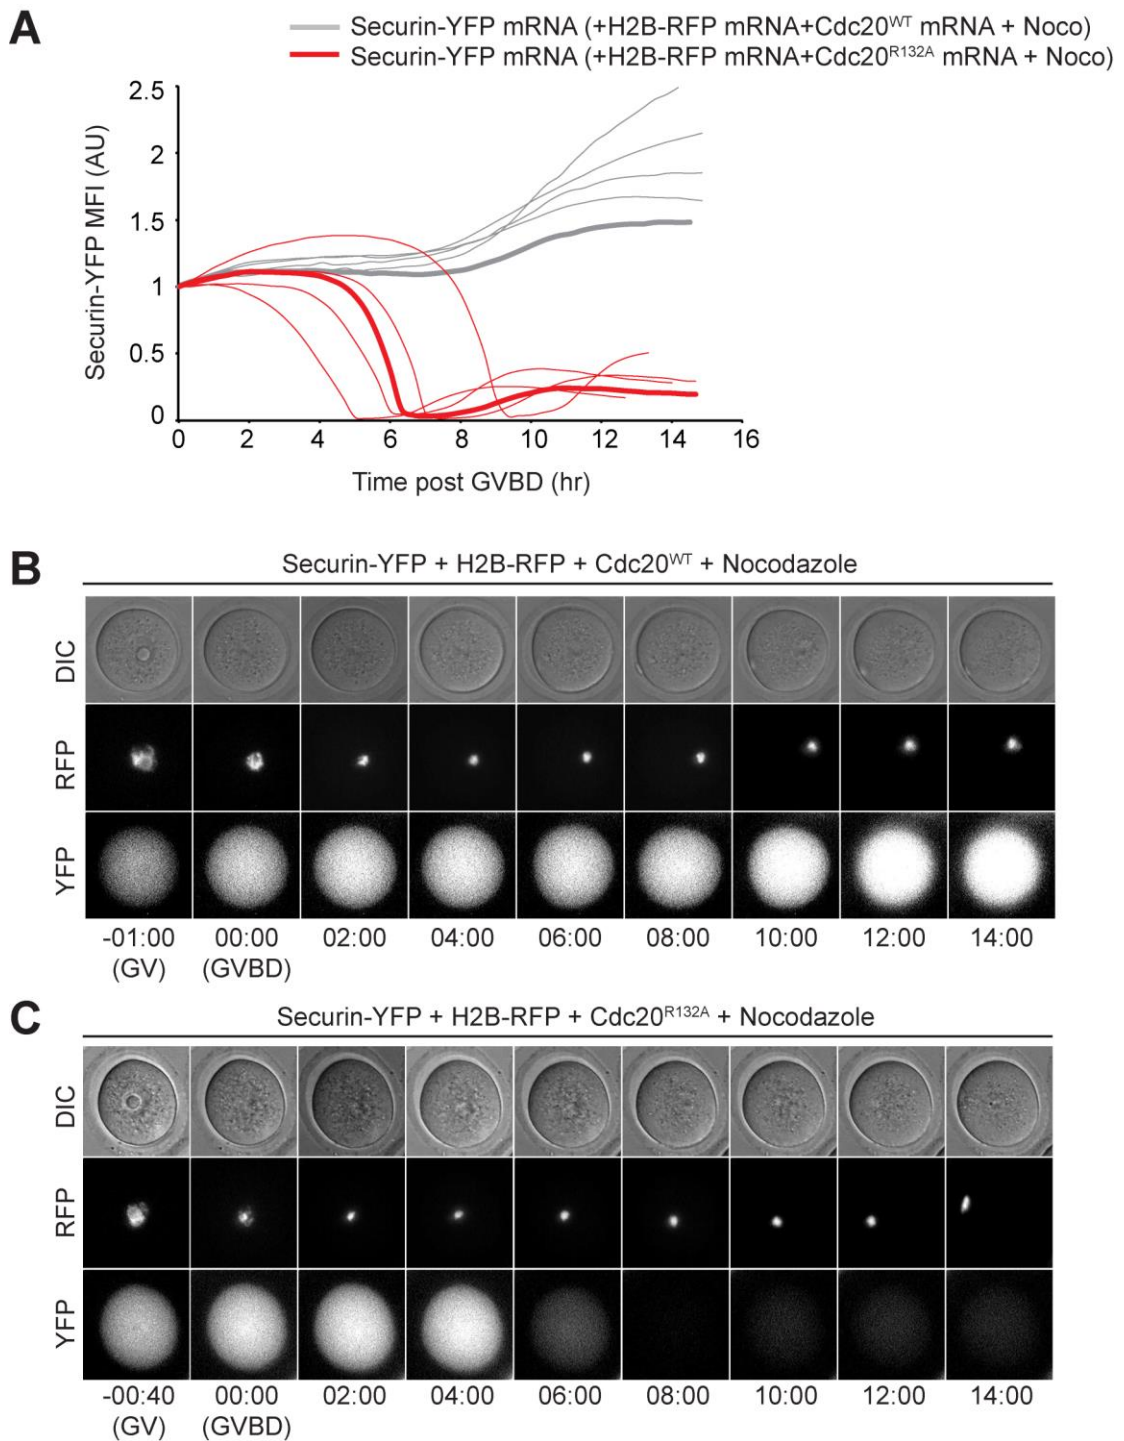 A
Securin-YFP mRNA (+H2B-RFP mRNA+Cdc20WT mRNA + Noco)
Securin-YFP mRNA (+H2B-RFP mRNA+Cdc20R132A mRNA + Noco)
Securin-YFP MFI (AU)
2.5
2
1.5
1
0.5
0
0 2 4 6 8 10 12 14 16
Time post GVBD (hr)
B
Securin-YFP + H2B-RFP + Cdc20WT + Nocodazole
DIC
RFP
YFP
-01:00 00:00 02:00 04:00 06:00 08:00 10:00 12:00 14:00
(GV) (GVBD)
C
Securin-YFP + H2B-RFP + Cdc20R132A + Nocodazole
DIC
RFP
YFP
-00:40 00:00 02:00 04:00 06:00 08:00 10:00 12:00 14:00
(GV) (GVBD)